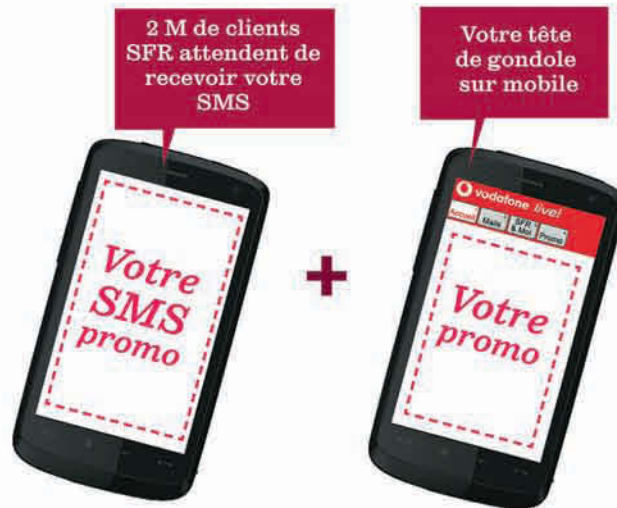 2 M de clients
SFR attendent de
recevoir votre
SMS
Votre tête
de gondole
sur mobile
Votre
SMS
promo
+
vodafone live!
Accueil
Mails
SFR
& Moi
Promo
Votre
promo